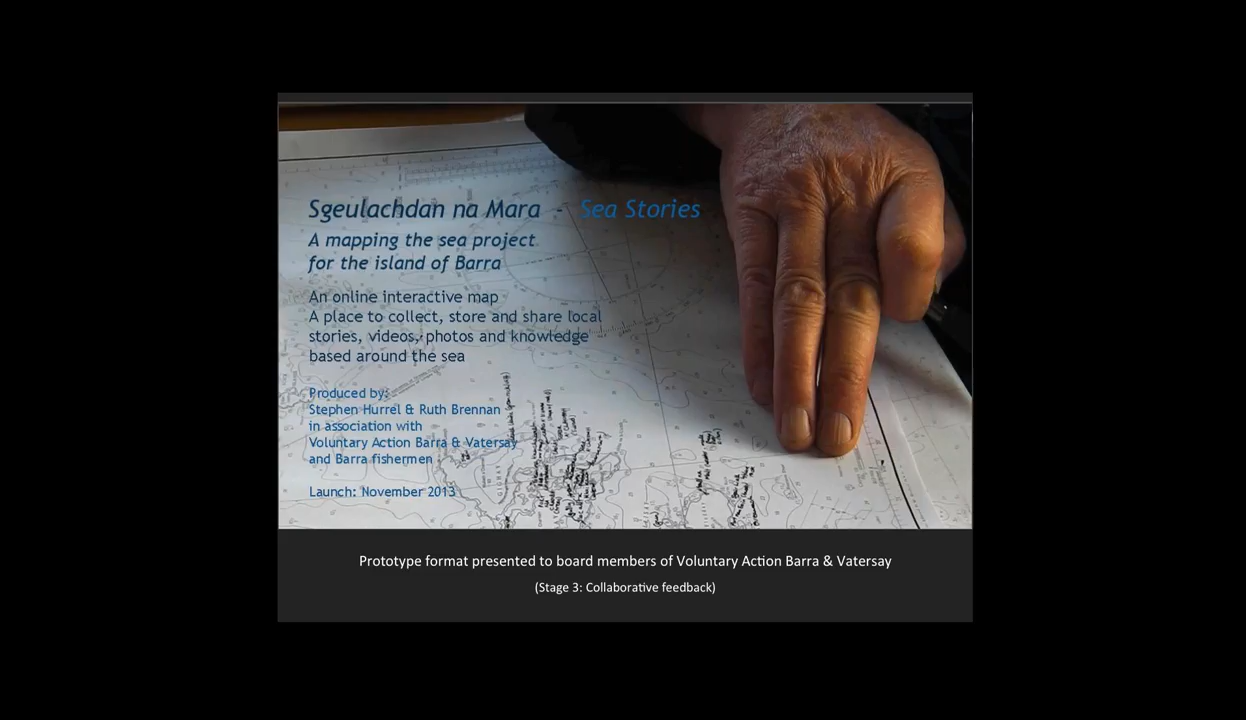 Sgeulachdan na Mara - Sea Stories
A mapping the sea project
for the island of Barra
An online interactive map
A place to collect, store and share local
stories, videos, photos and knowledge
based around the sea
Produced by:
Stephen Hurrel & Ruth Brennan
in association with
Voluntary Action Barra & Vatersay
and Barra fishermen
Launch: November 2013
Prototype format presented to board members of Voluntary Action Barra & Vatersay
(Stage 3: Collaborative feedback)